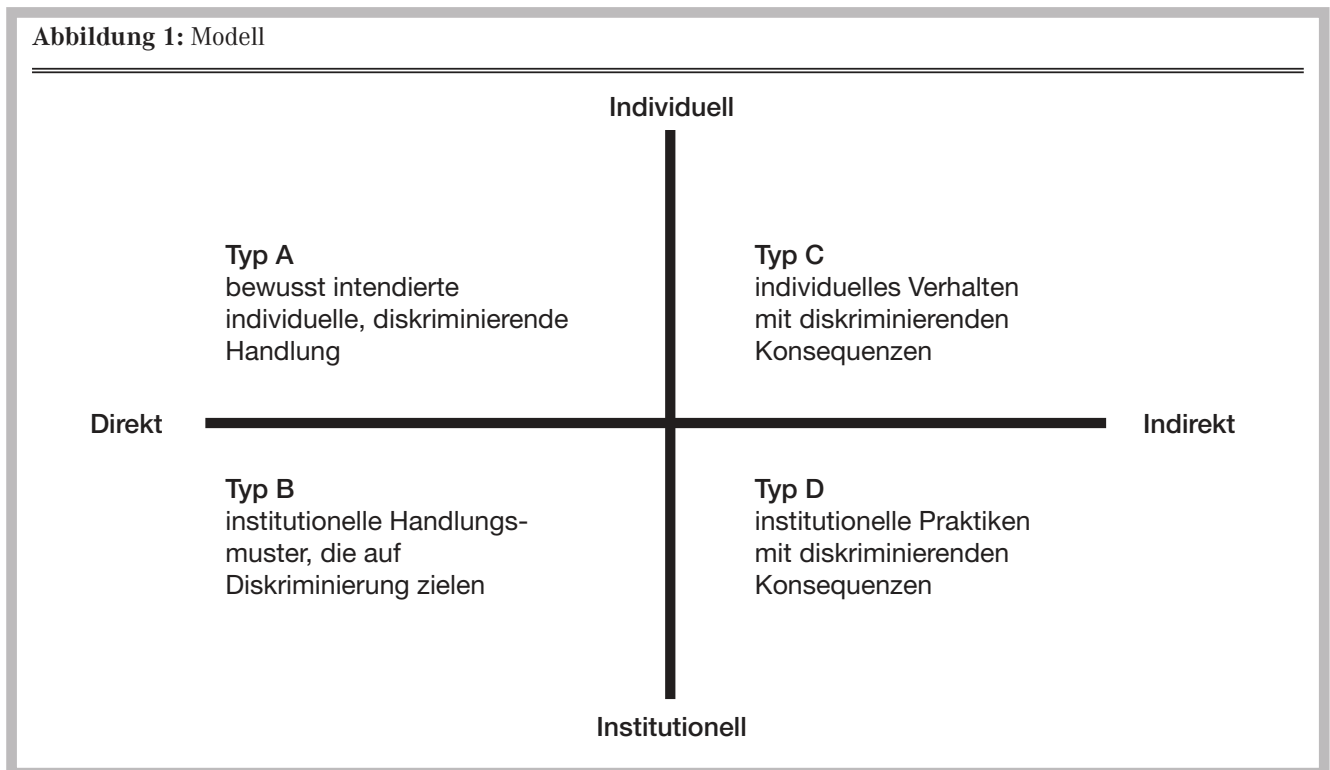 Abbildung 1: Modell
Individuell
Typ A
bewusst intendierte
individuelle, diskriminierende
Handlung
Typ C
individuelles Verhalten
mit diskriminierenden
Konsequenzen
Direkt
Indirekt
Typ B
institutionelle Handlungs-
muster, die auf
Diskriminierung zielen
Typ D
institutionelle Praktiken
mit diskriminierenden
Konsequenzen
Institutionell